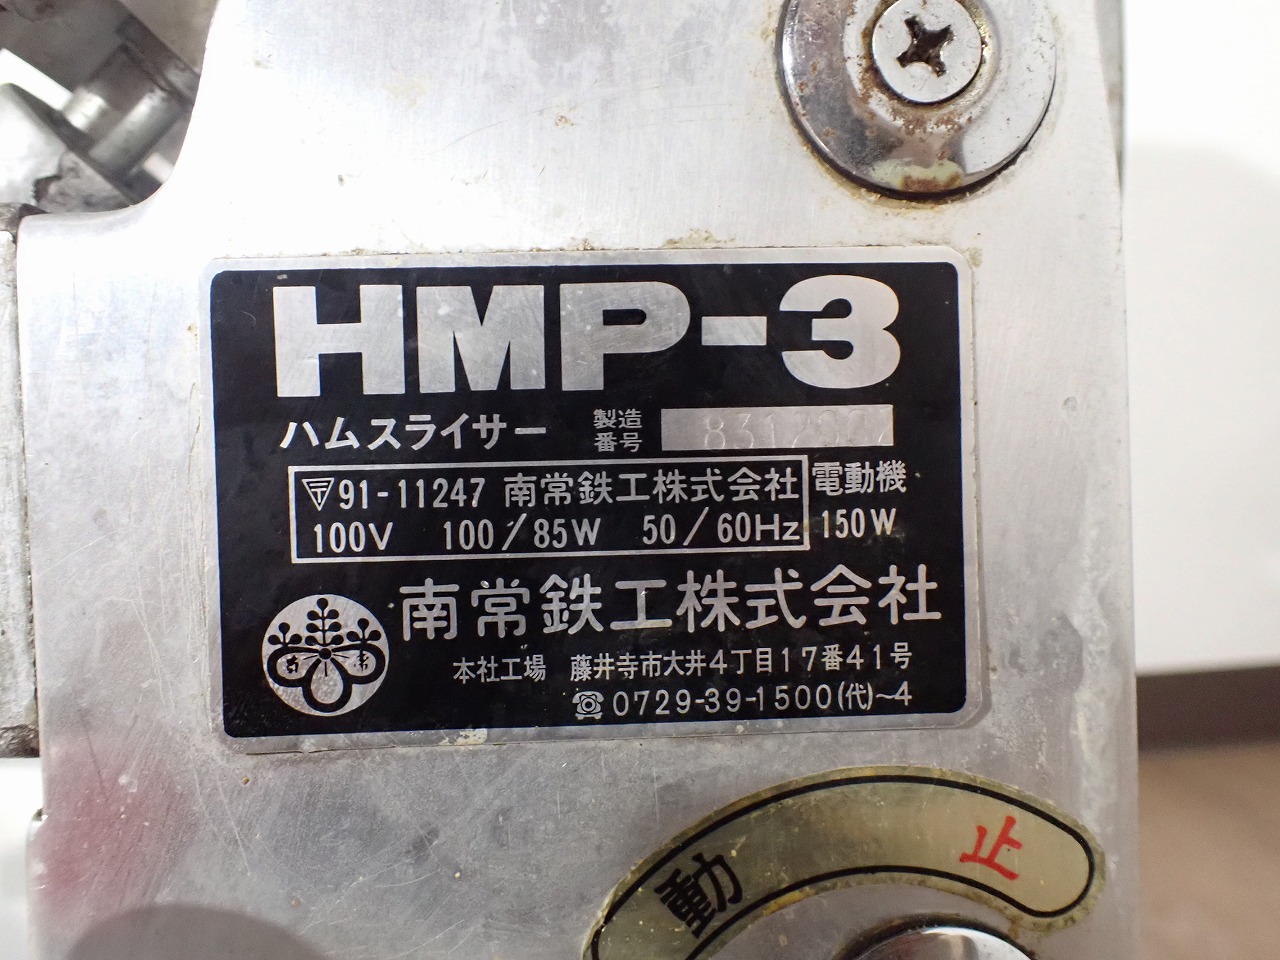 HMP-3
ハムスライサー 製造番号
〒91-11247 南常鉄工株式会社 電動機
100V 100/85W 50/60Hz 150W
南常鉄工株式会社
本社工場 藤井寺市大井4丁目17番41号
☎0729-39-1500(代)~4
動 止